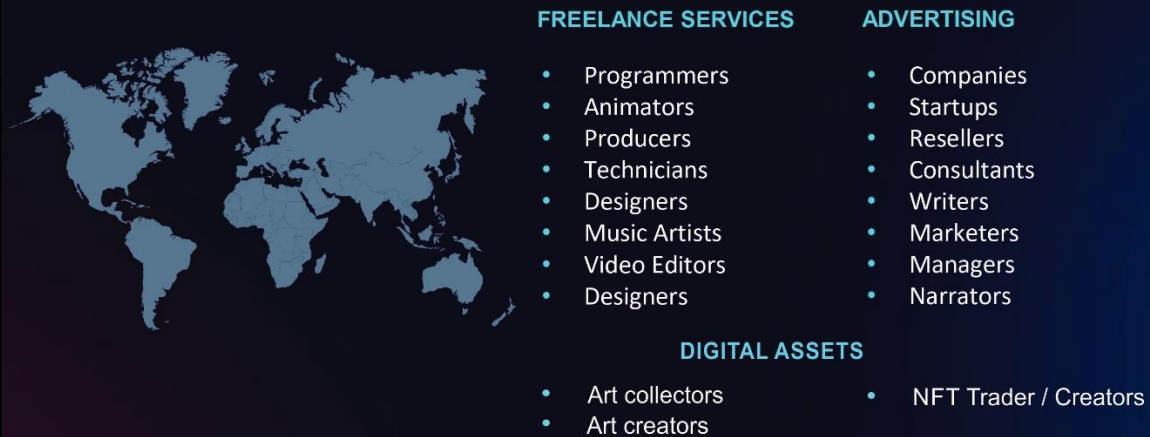 FREELANCE SERVICES
Programmers
Animators
Producers
Technicians
Designers
Music Artists
Video Editors
Designers
ADVERTISING
Companies
Startups
Resellers
Consultants
Writers
Marketers
Managers
Narrators
DIGITAL ASSETS
Art collectors
Art creators
NFT Trader / Creators